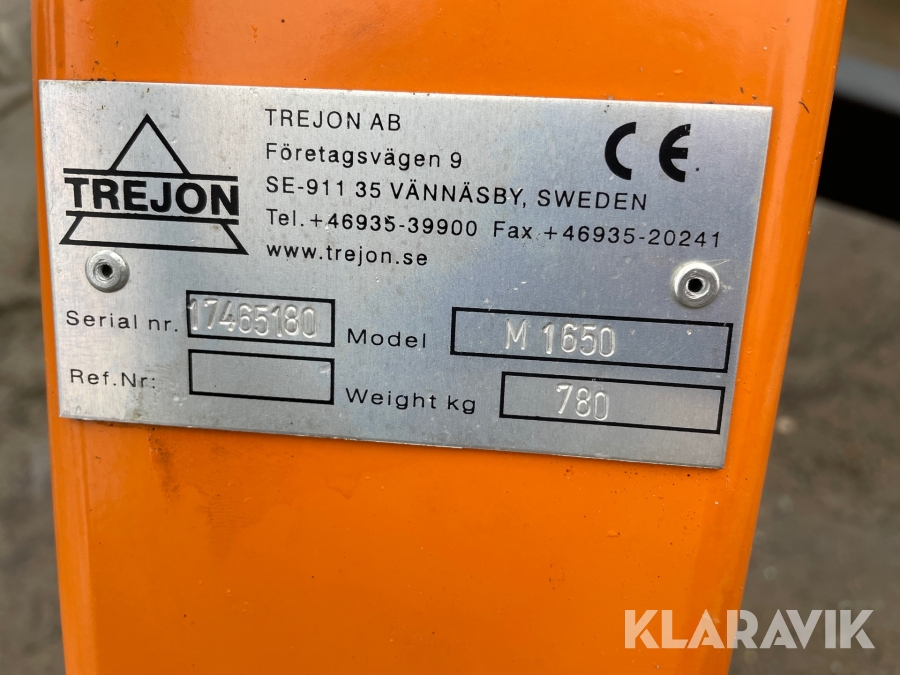 TREJON
TREJON AB
Företagsvägen 9
SE-911 35 VÄNNÄSBY, SWEDEN
Tel.+46935-39900 Fax.+46935-20241
www.trejon.se
CE
Serial nr. 17465180
Model M 1650
Ref.Nr:
Weight kg 780
KLARAVIK